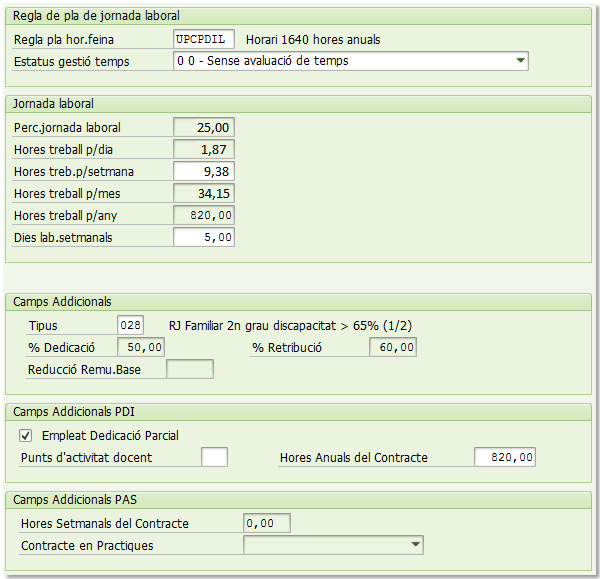 Regla de pla de jornada laboral
Regla pla hor.feina UPCPDIL Horari 1640 hores anuals
Estatus gestió temps 0 0 - Sense avaluació de temps
Jornada laboral
Perc.jornada laboral 25,00
Hores treball p/dia 1,87
Hores treb.p/setmana 9,38
Hores treball p/mes 34,15
Hores treball p/any 820,00
Dies lab.setmanals 5,00
Camps Addicionals
Tipus 028 RJ Familiar 2n grau discapacitat > 65% (1/2)
% Dedicació 50,00 % Retribució 60,00
Reducció Remu.Base
Camps Addicionals PDI
Empleat Dedicació Parcial
Punts d'activitat docent Hores Anuals del Contracte 820,00
Camps Addicionals PAS
Hores Setmanals del Contracte 0,00
Contracte en Practiques